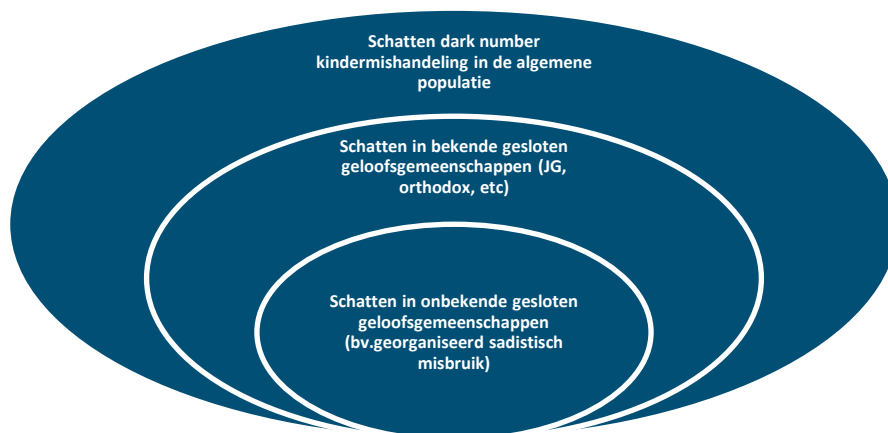 Schatten dark number
kindermishandeling in de algemene
populatie
Schatten in bekende gesloten
geloofsgemeenschappen (JG,
orthodox, etc)
Schatten in onbekende gesloten
geloofsgemeenschappen
(bv.georganiseerd sadistisch
misbruik)